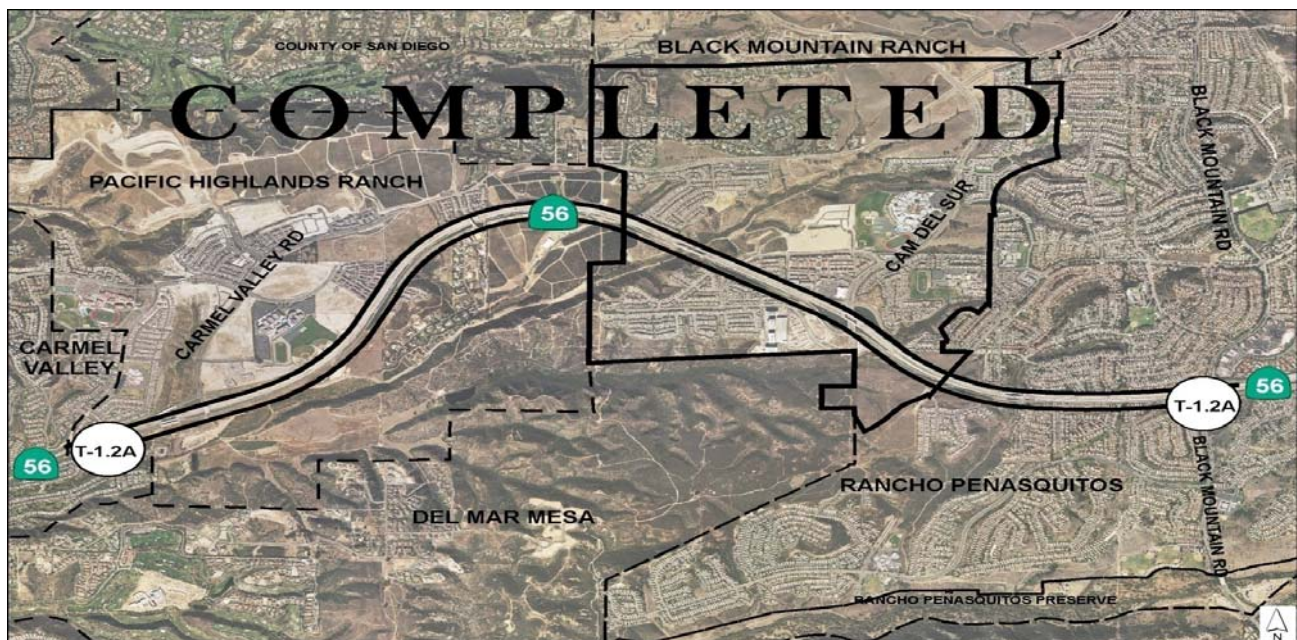 COUNTY OF SAN DIEGO
BLACK MOUNTAIN RANCH
COMPLETED
BLACK MOUNTAIN RD
PACIFIC HIGHLANDS RANCH
56
CAM DEL SUR
CARMEL VALLEY RD
CARMEL
VALLEY
56
T-1.2A
T-1.2A
56
BLACK MOUNTAIN RD
RANCHO PENASQUITOS
DEL MAR MESA
RANCHO PENASQUITOS PRESERVE
N